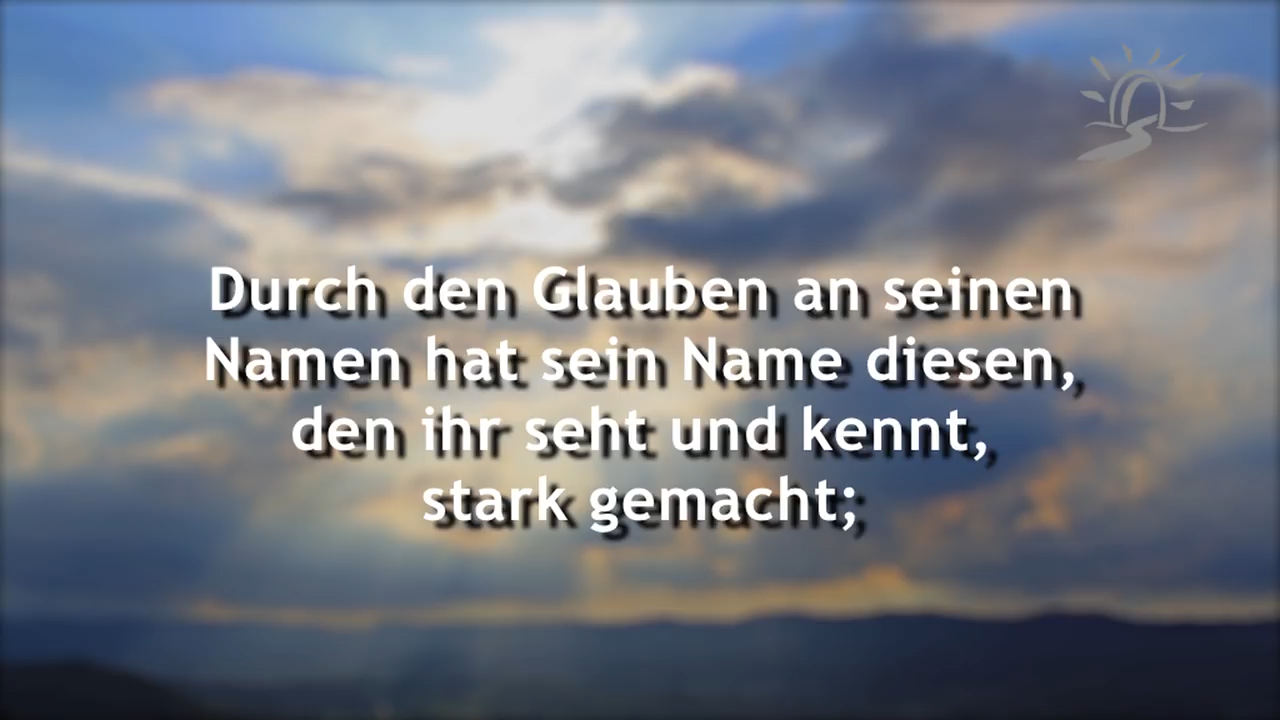 Durch den Glauben an seinen
Namen hat sein Name diesen,
den ihr seht und kennt,
stark gemacht;